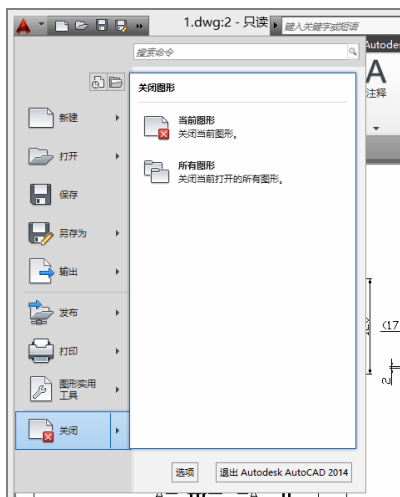 1.dwg:2 - 只读
键入关键字或短语
搜索命令
Autodes
关闭图形
当前图形
关闭当前图形。
所有图形
关闭当前打开的所有图形。
新建
打开
保存
另存为
输出
发布
打印
图形实用
工具
关闭
A
注释
(17
选项
退出 Autodesk AutoCAD 2014